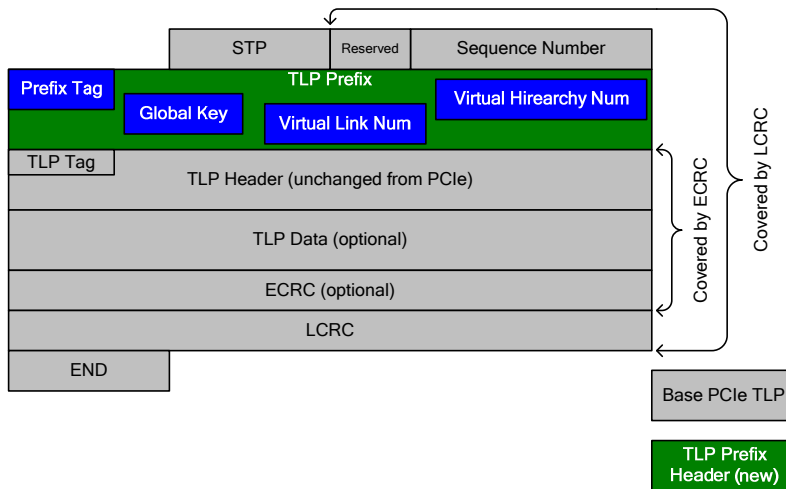 STP
Reserved
Sequence Number
TLP Prefix
Prefix Tag
Global Key
Virtual Link Num
Virtual Hirearchy Num
TLP Tag
TLP Header (unchanged from PCIe)
TLP Data (optional)
ECRC (optional)
LCRC
END
Covered by ECRC
Covered by LCRC
Base PCIe TLP
TLP Prefix
Header (new)